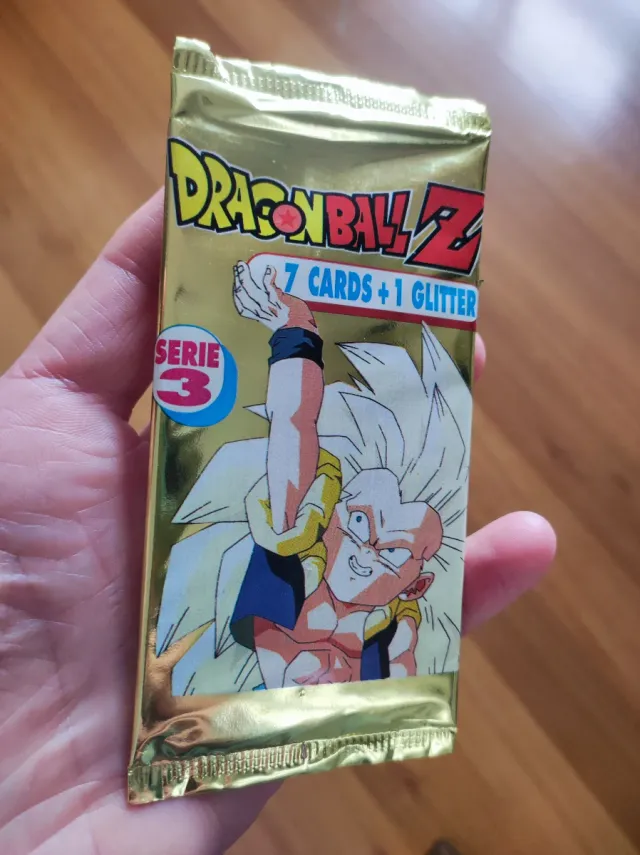 DRAGONBALL Z
7 CARDS + 1 GLITTER
SERIE
3